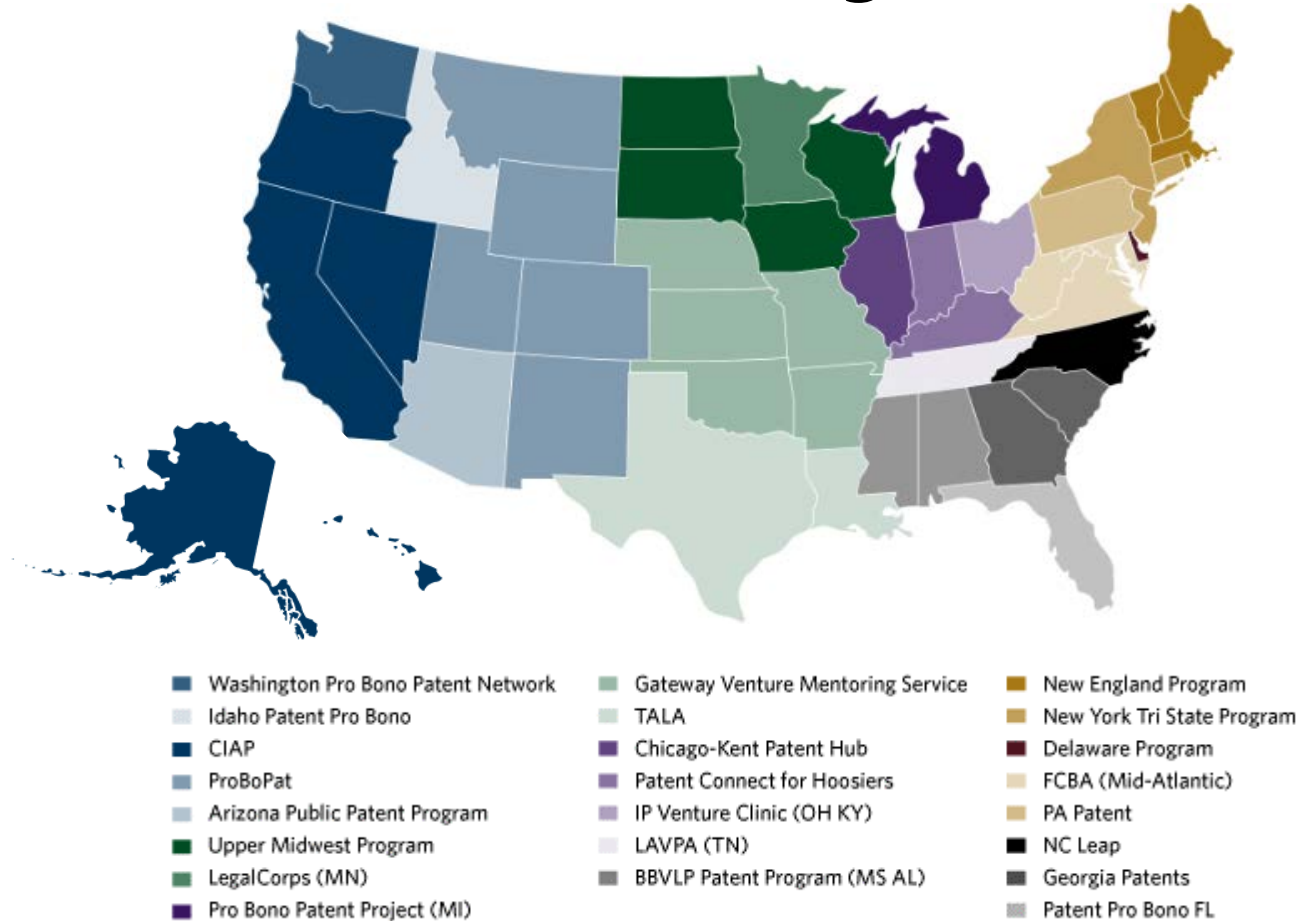 Washington Pro Bono Patent Network
Idaho Patent Pro Bono
CIAP
ProBoPat
Arizona Public Patent Program
Upper Midwest Program
LegalCorps (MN)
Pro Bono Patent Project (MI)
Gateway Venture Mentoring Service
TALA
Chicago-Kent Patent Hub
Patent Connect for Hoosiers
IP Venture Clinic (OH KY)
LAVPA (TN)
BBVLP Patent Program (MS AL)
New England Program
New York Tri State Program
Delaware Program
FCBA (Mid-Atlantic)
PA Patent
NC Leap
Georgia Patents
Patent Pro Bono FL